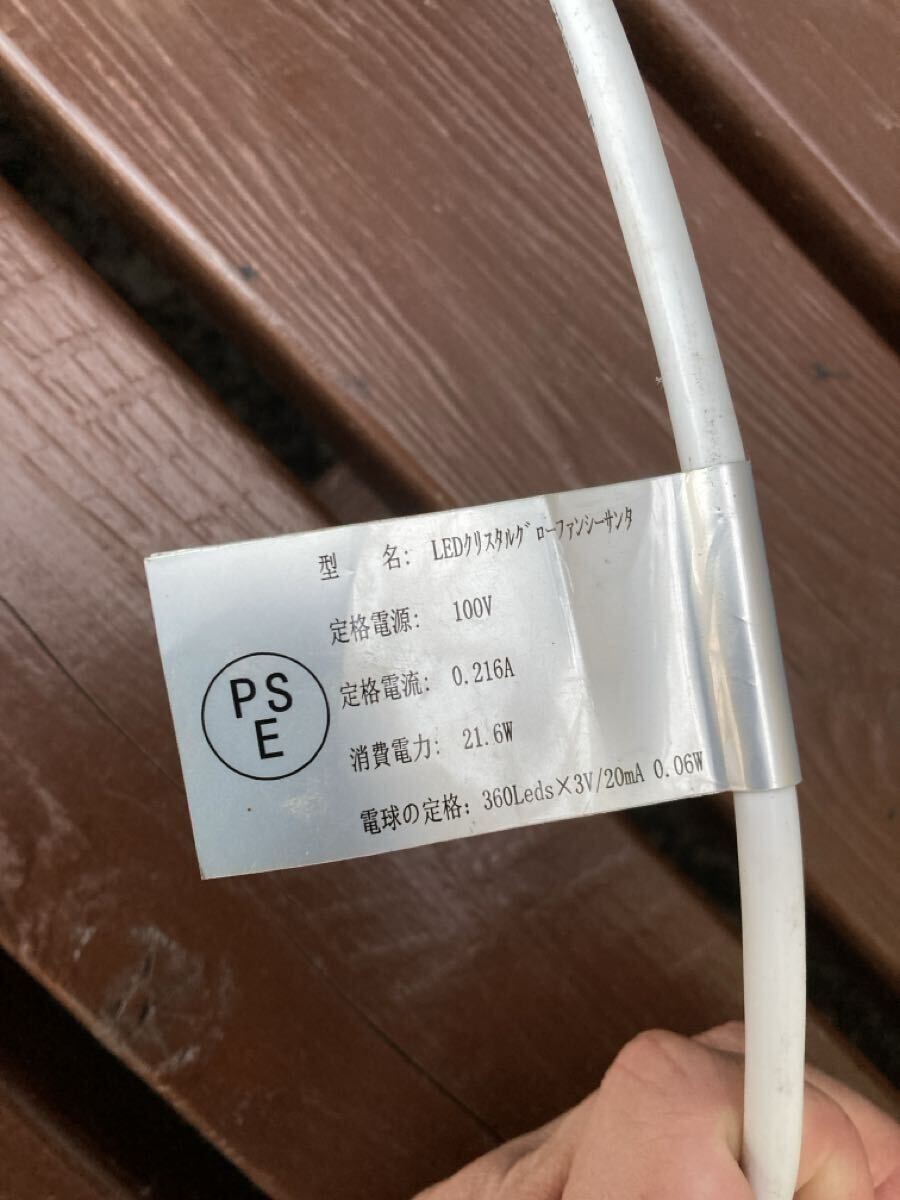 型 名: LEDｸﾘｽﾀﾙｸﾞﾛｰﾌｧﾝｼｰｻﾝﾀ
定格電源: 100V
定格電流: 0.216A
消費電力: 21.6W
電球の定格: 360Leds×3V/20mA 0.06W
PS
E